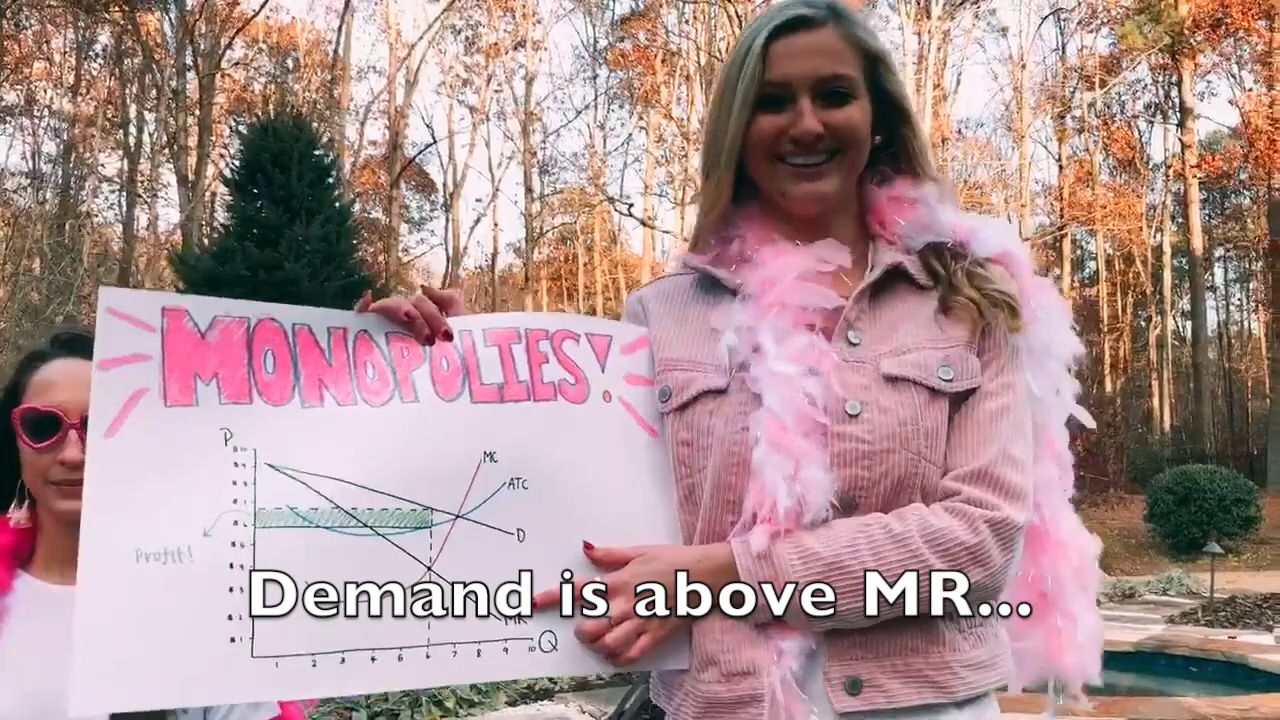 MONOPOLIES!
P
MC
ATC
D
Profit!
Demand is above MR...
MR
1 2 3 4 5 6 7 8 9 10 Q